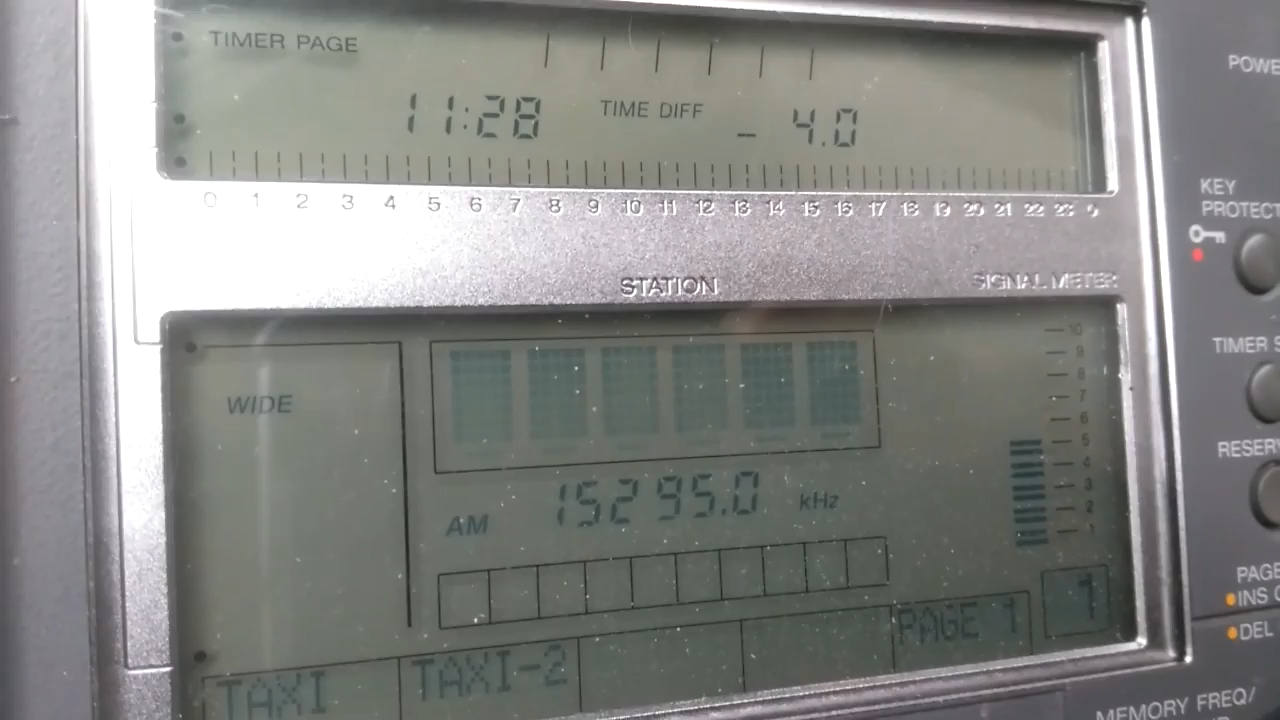 TIMER PAGE
11:28 TIME DIFF - 4.0
0 1 2 3 4 5 6 7 8 9 10 11 12 13 14 15 16 17 18 19 20 21 22 23 0
STATION
SIGNAL METER
WIDE
10
9
8
7
6
5
4
3
2
1
AM 15295.0 kHz
TAXI TAXI-2 PAGE 1 1
POWE
KEY
PROTECT
TIMER S
RESERV
PAGE
INS
DEL
MEMORY FREQ/